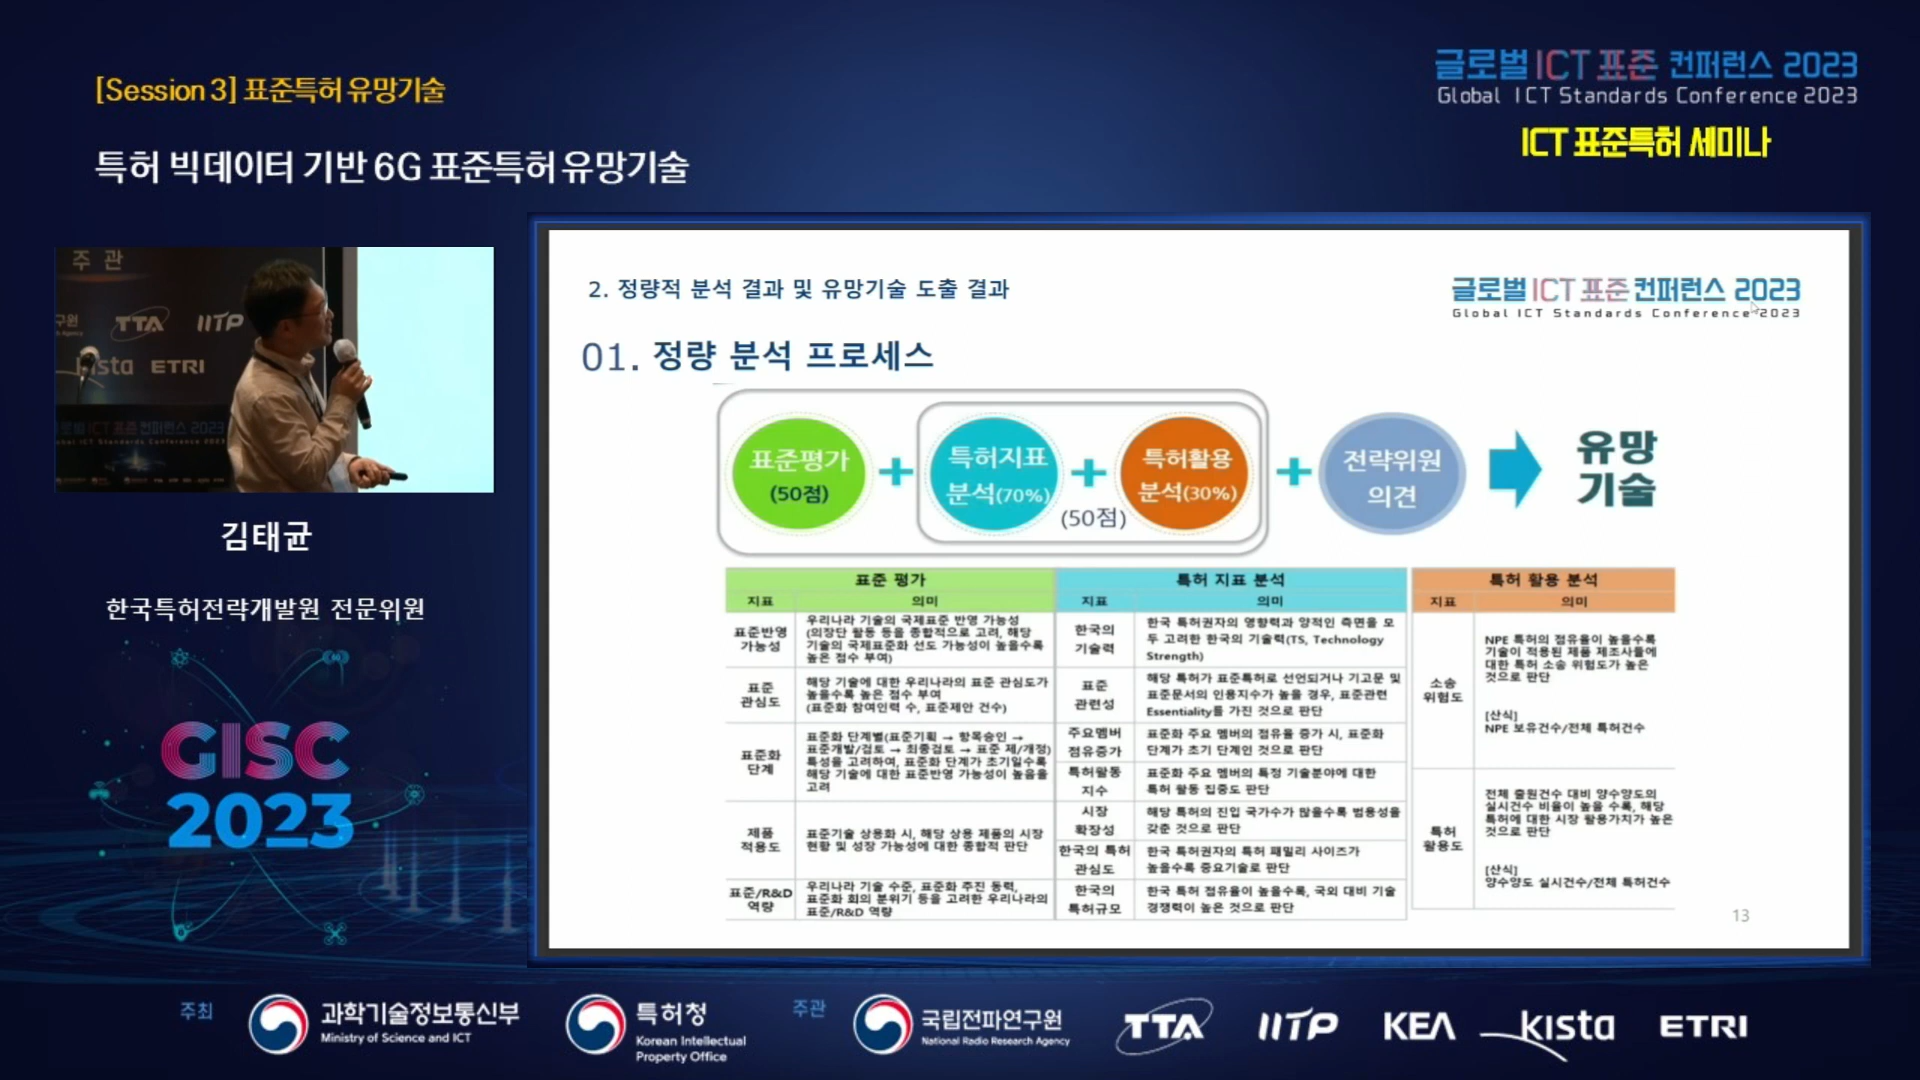 [Session 3] 표준특허 유망기술
특허 빅데이터 기반 6G 표준특허 유망기술
글로벌 ICT 표준 컨퍼런스 2023
Global ICT Standards Conference 2023
ICT 표준특허 세미나
주 관
TTA
IITP
kista
ETRI
김태균
한국특허전략개발원 전문위원
GISC
2023
2. 정량적 분석 결과 및 유망기술 도출 결과
글로벌 ICT 표준 컨퍼런스 2023
Global ICT Standards Conference 2023
01. 정량 분석 프로세스
표준평가
(50점)
+
특허지표
분석(70%)
+
(50점)
특허활용
분석(30%)
+
전략위원
의견
유망
기술
표준 평가
지표
의미
표준반영
가능성
우리나라 기술의 국제표준 반영 가능성
(의장단 활동 등을 종합적으로 고려, 해당
기술의 국제표준화 선도 가능성이 높을수록
높은 점수 부여)
표준
관심도
해당 기술에 대한 우리나라의 표준 관심도가
높을수록 높은 점수 부여
(표준화 참여인력 수, 표준제안 건수)
표준화
단계
표준화 단계별(표준기획 → 항목승인 →
표준개발/검토 → 최종검토 → 표준 제/개정)
특성을 고려하여, 표준화 단계가 초기일수록
해당 기술에 대한 표준반영 가능성이 높음을
고려
제품
적용도
표준기술 상용화 시, 해당 상용 제품의 시장
현황 및 성장 가능성에 대한 종합적 판단
표준/R&D
역량
우리나라 기술 수준, 표준화 추진 동력,
표준화 회의 분위기 등을 고려한 우리나라의
표준/R&D 역량
특허 지표 분석
지표
의미
한국의
기술력
한국 특허권자의 영향력과 양적인 측면을 모
두 고려한 한국의 기술력(TS, Technology
Strength)
표준
관련성
해당 특허가 표준특허로 선언되거나 기고문 및
표준문서의 인용지수가 높을 경우, 표준관련
Essentiality를 가진 것으로 판단
주요멤버
점유증가
표준화 주요 멤버의 점유율 증가 시, 표준화
단계가 초기 단계인 것으로 판단
특허활동
지수
표준화 주요 멤버의 특정 기술분야에 대한
특허 활동 집중도 판단
시장
확장성
해당 특허의 진입 국가수가 많을수록 범용성을
갖춘 것으로 판단
한국의 특허
관심도
한국 특허권자의 특허 패밀리 사이즈가
높을수록 중요기술로 판단
한국의
특허규모
한국 특허 점유율이 높을수록, 국외 대비 기술
경쟁력이 높은 것으로 판단
특허 활용 분석
지표
의미
소송
위험도
NPE 특허의 점유율이 높을수록
기술이 적용된 제품 제조사들에
대한 특허 소송 위험도가 높은
것으로 판단
[산식]
NPE 보유건수/전체 특허건수
특허
활용도
전체 출원건수 대비 양수양도의
실시건수 비율이 높을 수록, 해당
특허에 대한 시장 활용가치가 높은
것으로 판단
[산식]
양수양도 실시건수/전체 특허건수
13
주최
과학기술정보통신부
Ministry of Science and ICT
특허청
Korean Intellectual
Property Office
주관
국립전파연구원
National Radio Research Agency
TTA
IITP
KEA
kista
ETRI